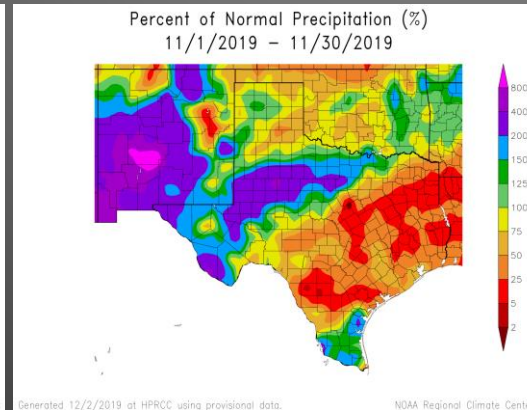 Percent of Normal Precipitation (%)
11/1/2019 – 11/30/2019
800
400
200
150
125
100
75
50
25
5
2
Generated 12/2/2019 at HPRCC using provisional data.
NOAA Regional Climate Cent